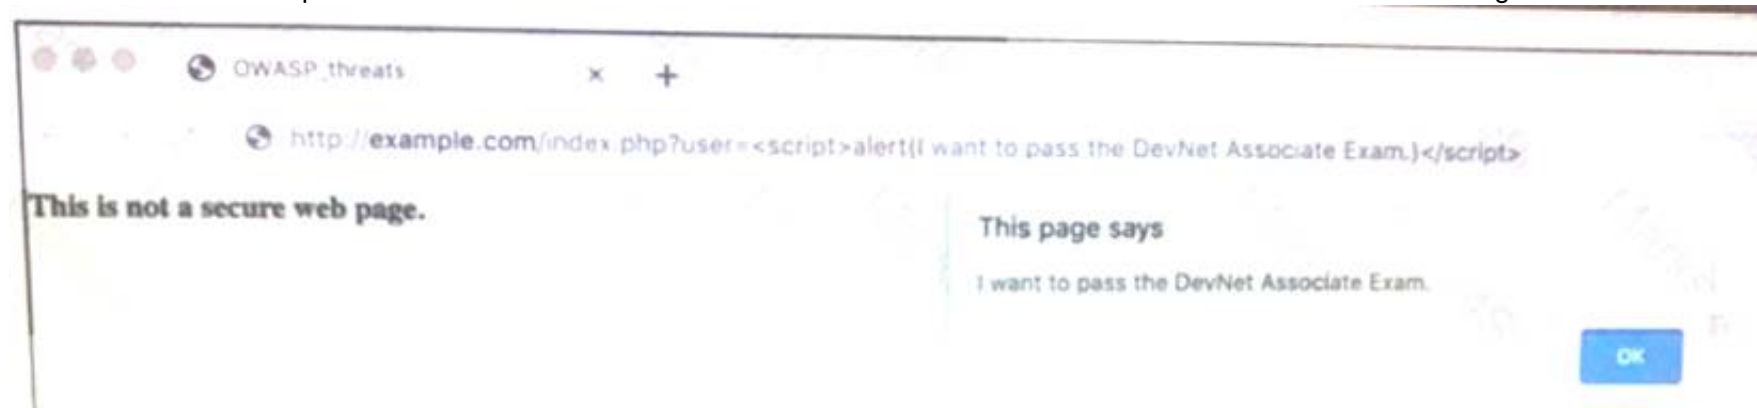 OWASP_threats × +
http://example.com/index.php?user=<script>alert(I want to pass the DevNet Associate Exam.)</script>
This is not a secure web page.
This page says
I want to pass the DevNet Associate Exam.
OK